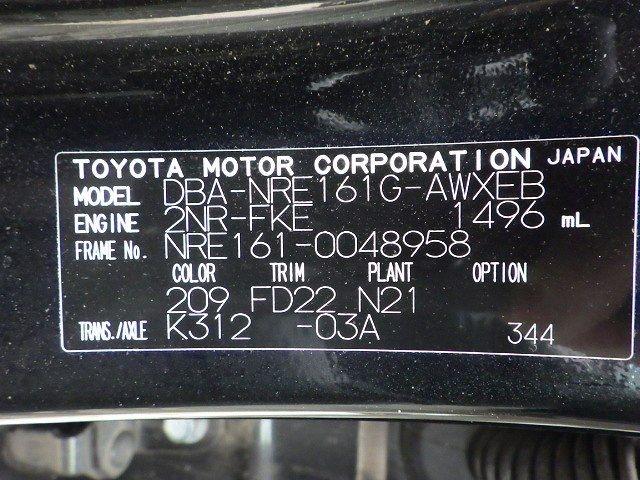 TOYOTA MOTOR CORPORATION JAPAN
MODEL DBA-NRE161G-AWXEB
ENGINE 2NR-FKE 1496 mL
FRAME No. NRE161-0048958
COLOR TRIM PLANT OPTION
209 FD22 N21
TRANS./AXLE K312 -03A 344